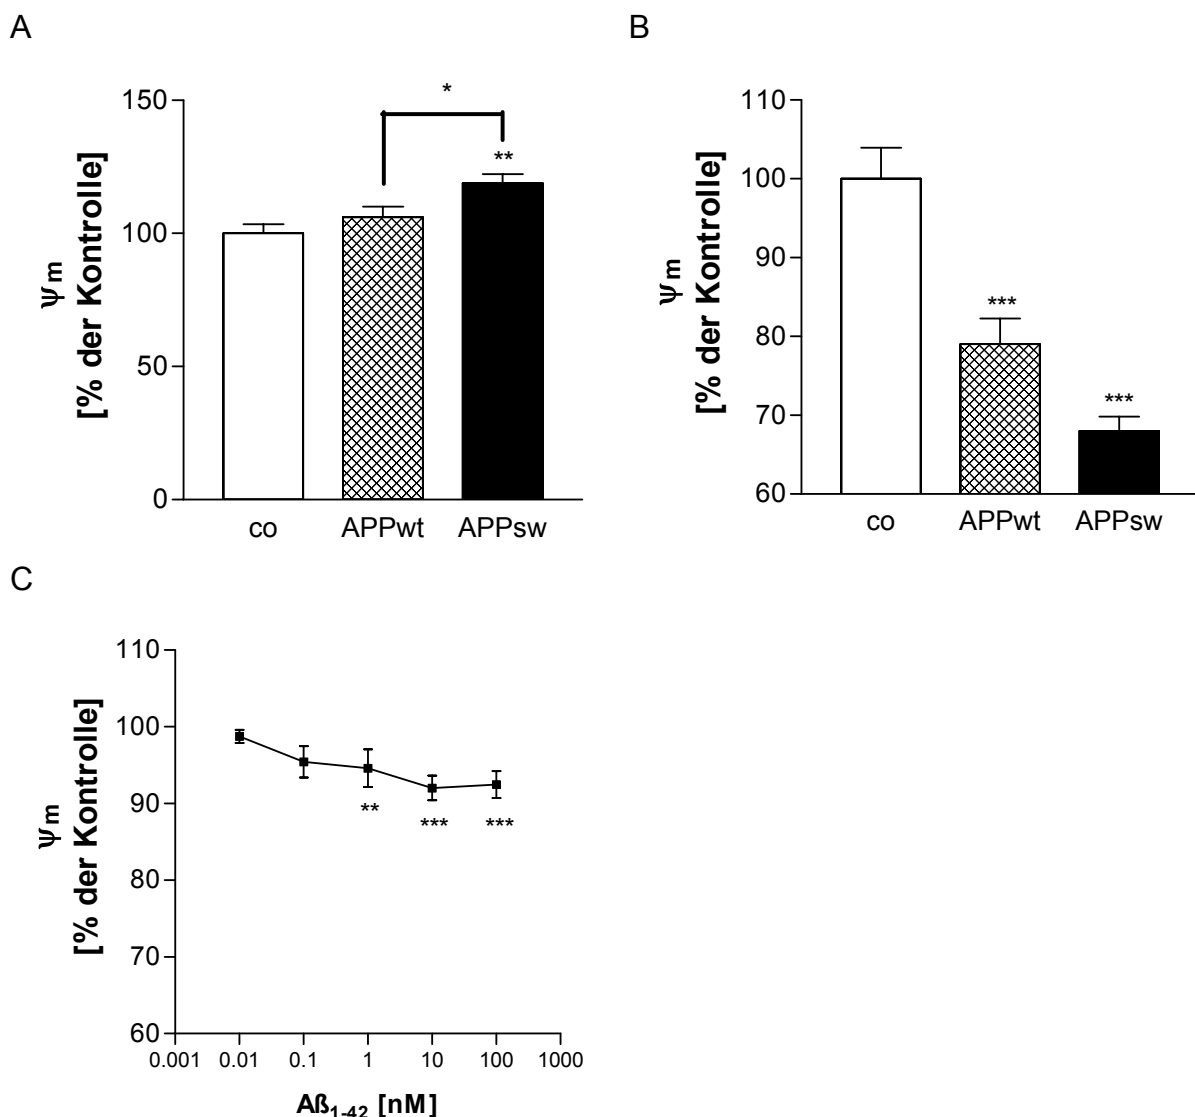 A
ψm
[% der Kontrolle]
150
100
50
0
*
**
co APPwt APPsw
B
ψm
[% der Kontrolle]
110
100
90
80
70
60
***
***
co APPwt APPsw
C
ψm
[% der Kontrolle]
110
100
90
80
70
60
** *** ***
0.001 0.01 0.1 1 10 100 1000
Aß1-42 [nM]